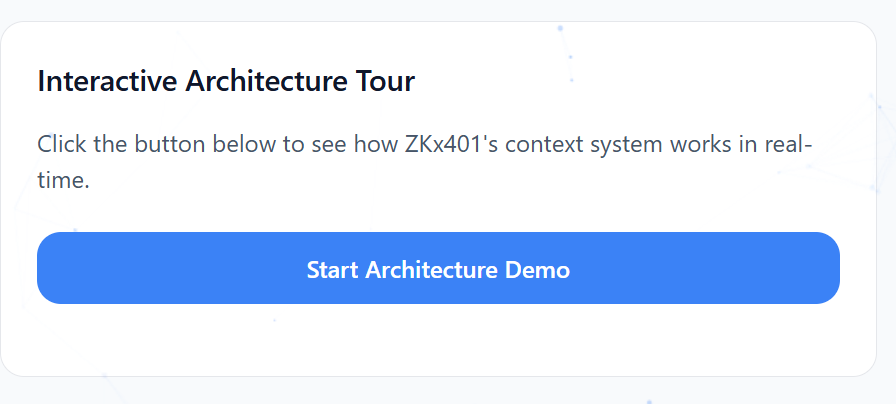 Interactive Architecture Tour
Click the button below to see how ZKx401's context system works in real-
time.
Start Architecture Demo